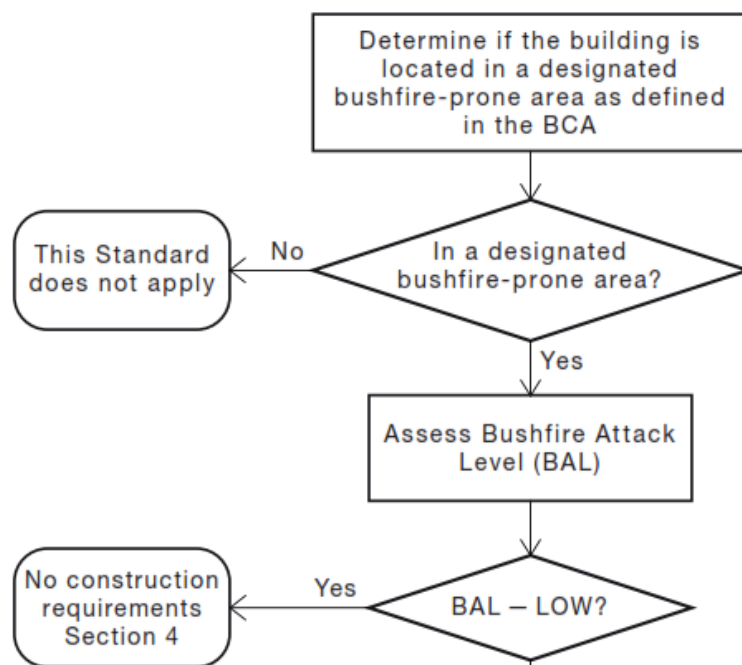 Determine if the building is
located in a designated
bushfire-prone area as defined
in the BCA
In a designated
bushfire-prone area?
No
This Standard
does not apply
Yes
Assess Bushfire Attack
Level (BAL)
BAL – LOW?
Yes
No construction
requirements
Section 4